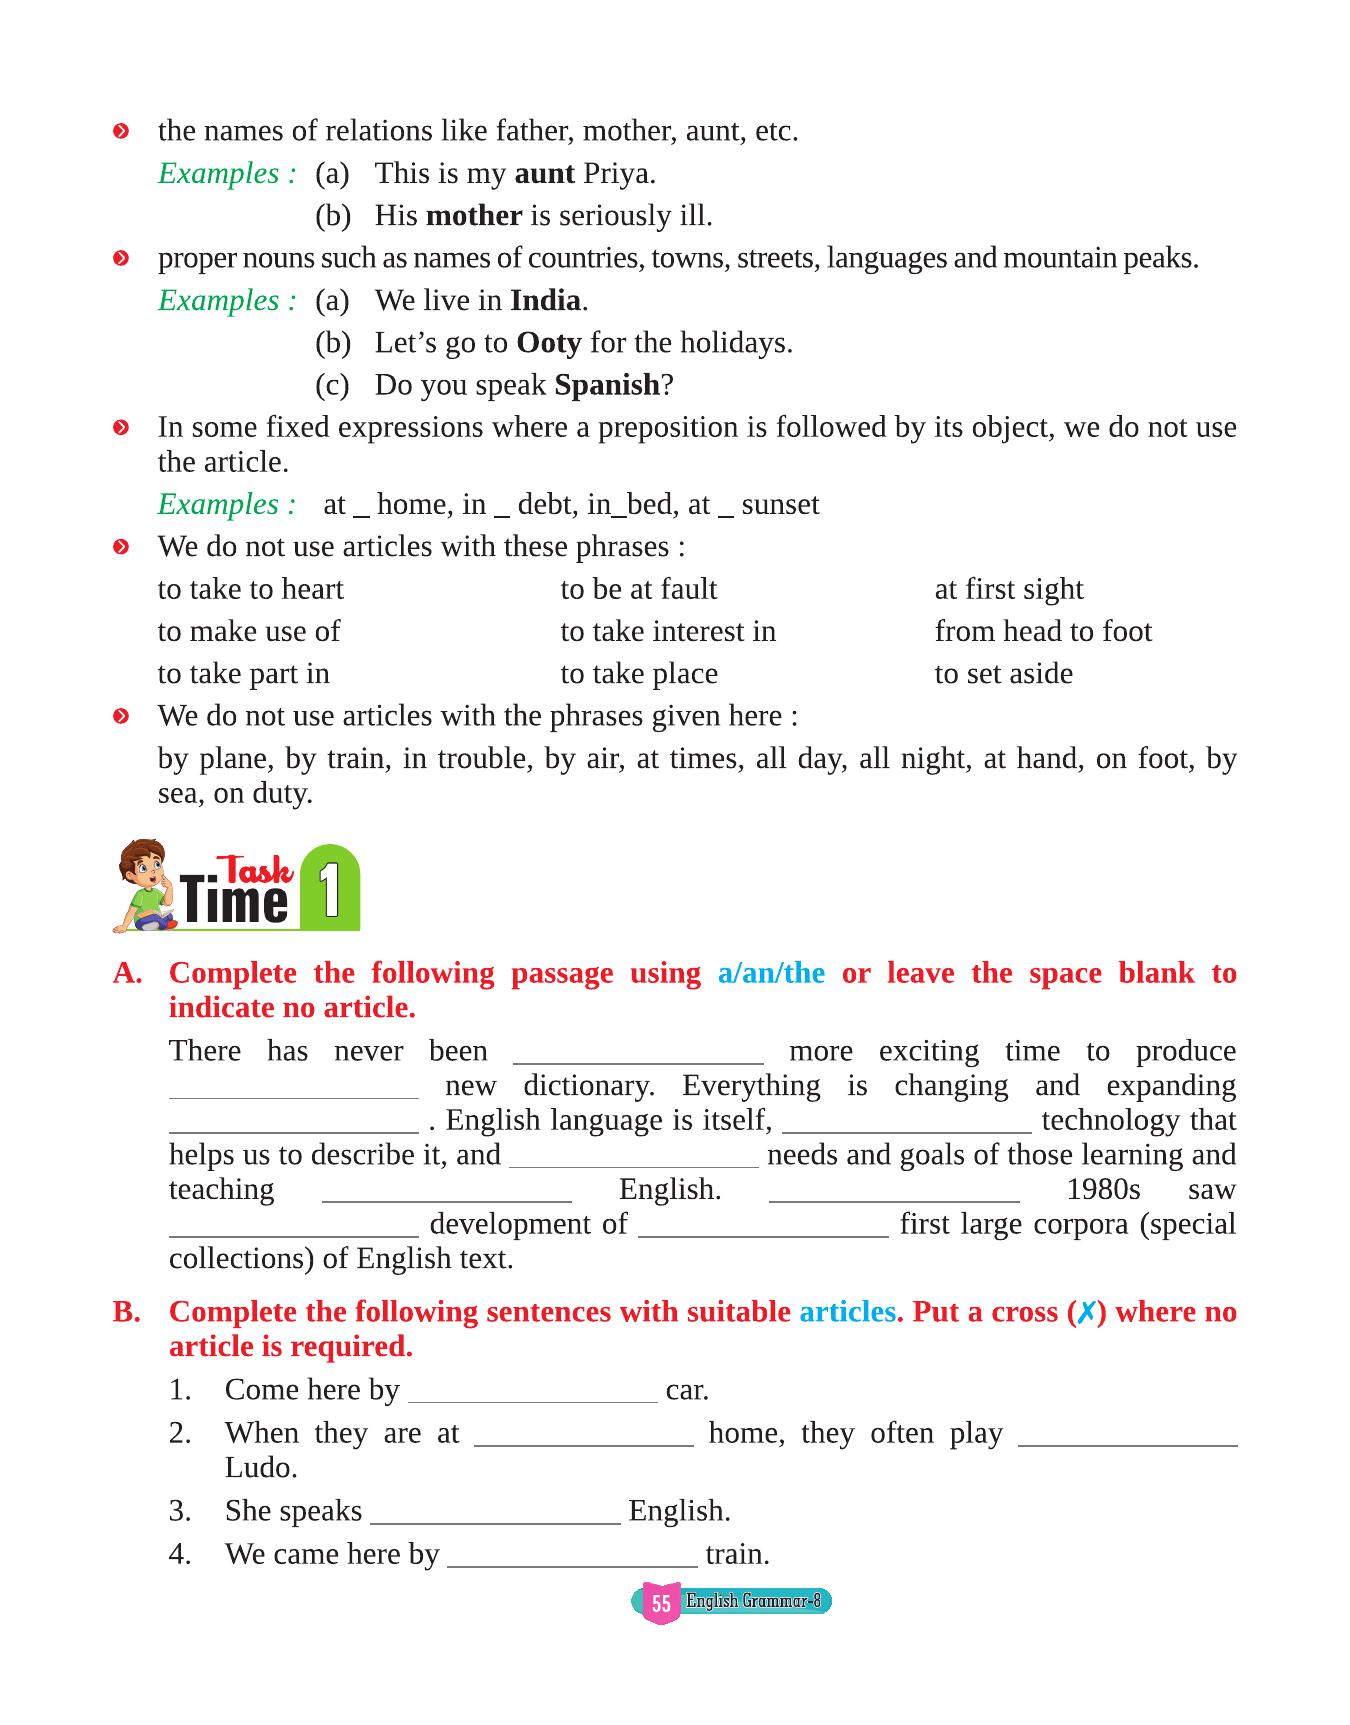 the names of relations like father, mother, aunt, etc.
Examples : (a) This is my aunt Priya.
(b) His mother is seriously ill.
proper nouns such as names of countries, towns, streets, languages and mountain peaks.
Examples : (a) We live in India.
(b) Let’s go to Ooty for the holidays.
(c) Do you speak Spanish?
In some fixed expressions where a preposition is followed by its object, we do not use
the article.
Examples : at _ home, in _ debt, in_bed, at _ sunset
We do not use articles with these phrases :
to take to heart to be at fault at first sight
to make use of to take interest in from head to foot
to take part in to take place to set aside
We do not use articles with the phrases given here :
by plane, by train, in trouble, by air, at times, all day, all night, at hand, on foot, by
sea, on duty.
Task
Time 1
A. Complete the following passage using a/an/the or leave the space blank to
indicate no article.
There has never been ________________ more exciting time to produce
________________ new dictionary. Everything is changing and expanding
________________ . English language is itself, ________________ technology that
helps us to describe it, and ________________ needs and goals of those learning and
teaching ________________ English. ________________ 1980s saw
________________ development of ________________ first large corpora (special
collections) of English text.
B. Complete the following sentences with suitable articles. Put a cross (✗) where no
article is required.
1. Come here by ________________ car.
2. When they are at ______________ home, they often play ______________
Ludo.
3. She speaks ________________ English.
4. We came here by ________________ train.
55 English Grammar-8